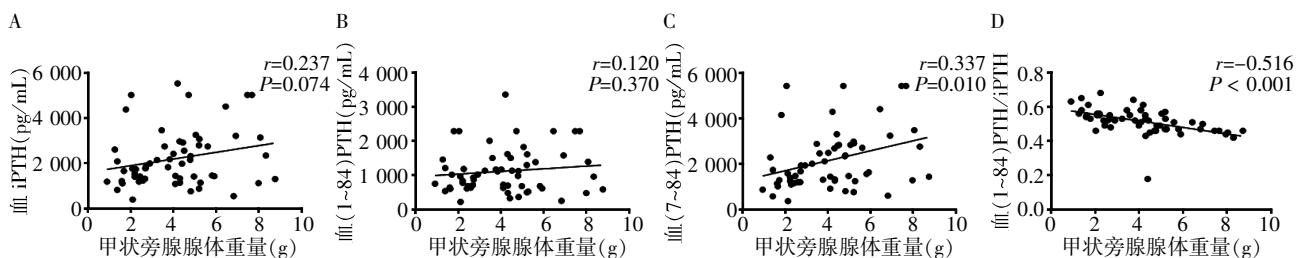 A
血 iPTH(pg/mL)
6 000
4 000
2 000
0
0
2
4
6
8
10
r=0.237
P=0.074
甲状旁腺腺体重量(g)
B
血(1~84)PTH(pg/mL)
4 000
3 000
2 000
1 000
0
0
2
4
6
8
10
r=0.120
P=0.370
甲状旁腺腺体重量(g)
C
血(7~84)PTH(pg/mL)
6 000
4 000
2 000
0
0
2
4
6
8
10
r=0.337
P=0.010
甲状旁腺腺体重量(g)
D
血(1~84)PTH/iPTH
0.8
0.6
0.4
0.2
0.0
0
2
4
6
8
10
r=-0.516
P < 0.001
甲状旁腺腺体重量(g)